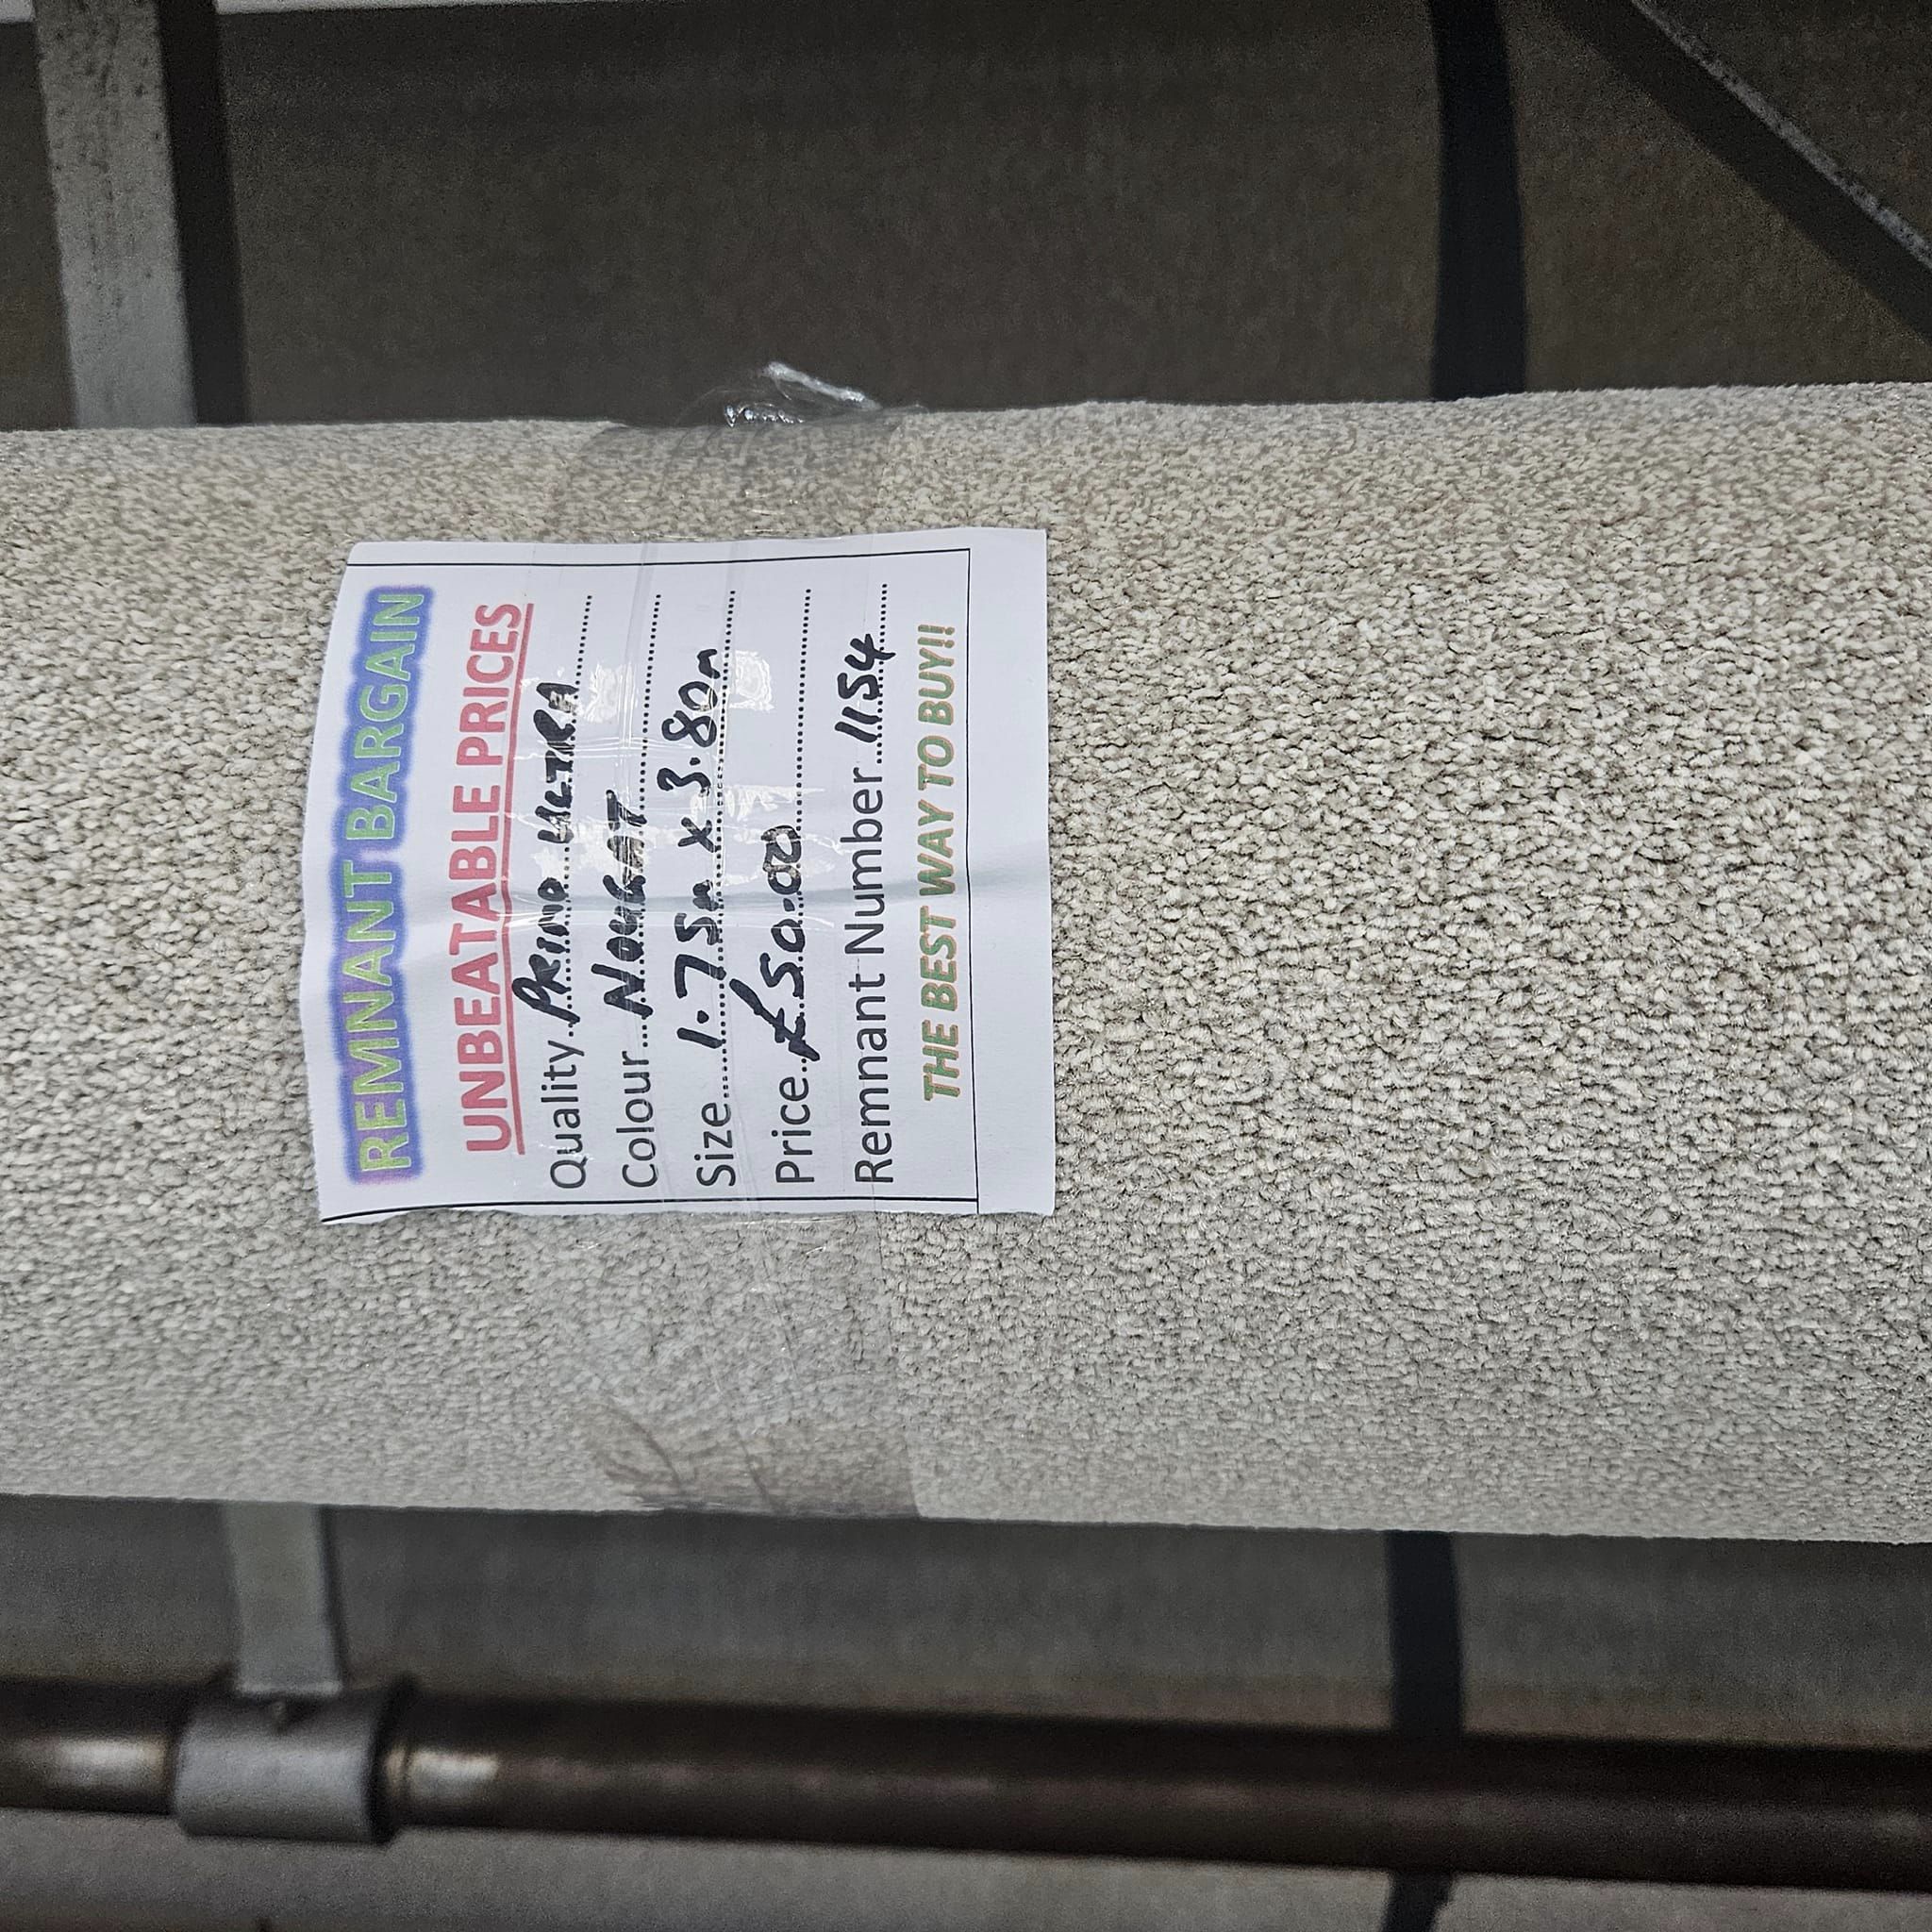 REMNANT BARGAIN
UNBEATABLE PRICES
Quality..PRIMO ULTRA
Colour...NOUGAT
Size 1.75m x 3.80m
Price..£50.00
Remnant Number...1154
THE BEST WAY TO BUY!!